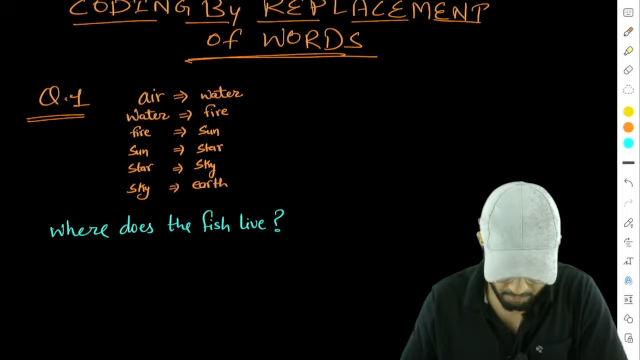 CODING BY REPLACEMENT
of WORDS
Q.1
air ⇒ water
water ⇒ fire
fire ⇒ Sun
Sun ⇒ Star
Star ⇒ Sky
Sky ⇒ earth
where does the fish live?